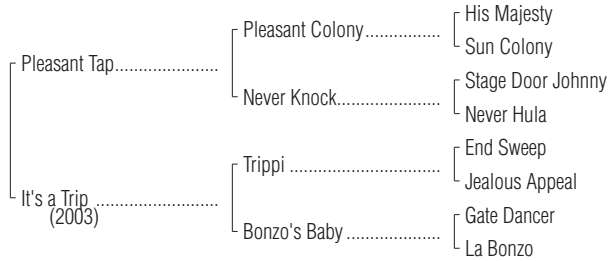 His Majesty
Pleasant Colony
Sun Colony
Pleasant Tap
Stage Door Johnny
Never Knock
Never Hula
End Sweep
Trippi
Jealous Appeal
It's a Trip
(2003)
Gate Dancer
Bonzo's Baby
La Bonzo